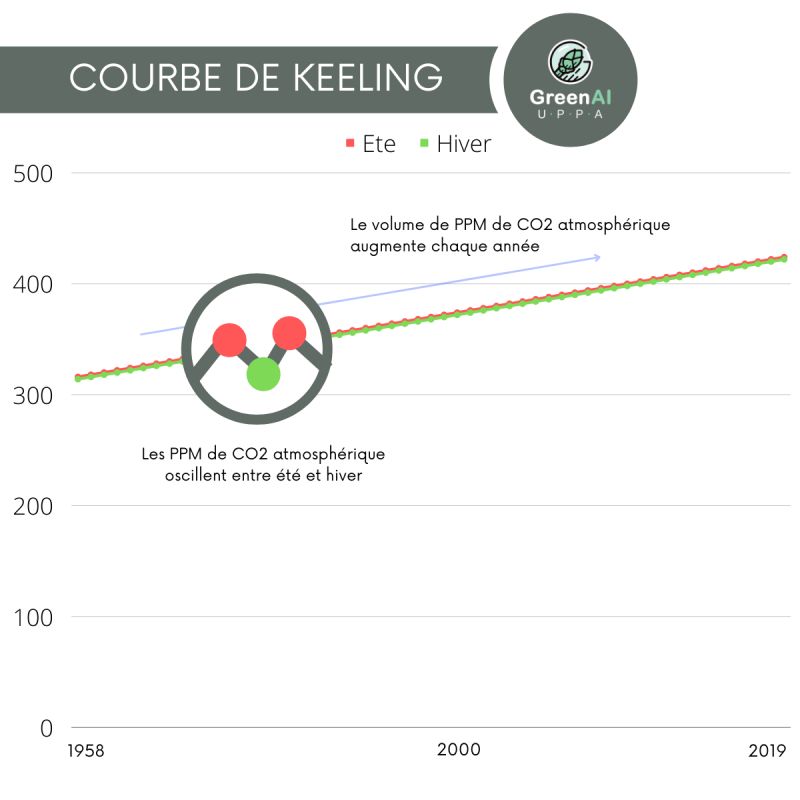 COURBE DE KEELING
GreenAI
U·P·P·A
Ete Hiver
500
Le volume de PPM de CO2 atmosphérique
augmente chaque année
400
300
Les PPM de CO2 atmosphérique
oscillent entre été et hiver
200
100
0
1958 2000 2019